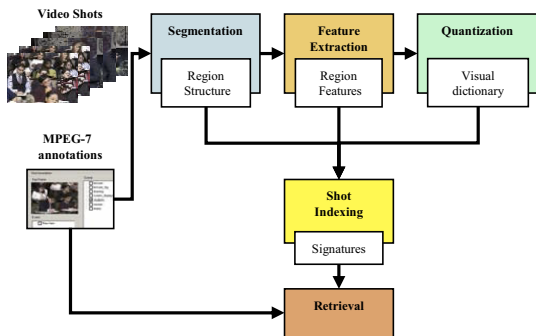 Video Shots
Segmentation
Region
Structure
Feature
Extraction
Region
Features
Quantization
Visual
dictionary
MPEG-7
annotations
Shot
Indexing
Signatures
Retrieval